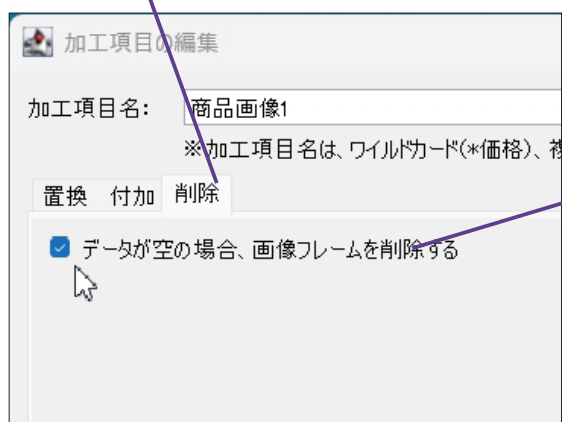 加工項目の編集
加工項目名: 商品画像1
※加工項目名は、ワイルドカード(*価格)、複
置換 付加 削除
データが空の場合、画像フレームを削除する